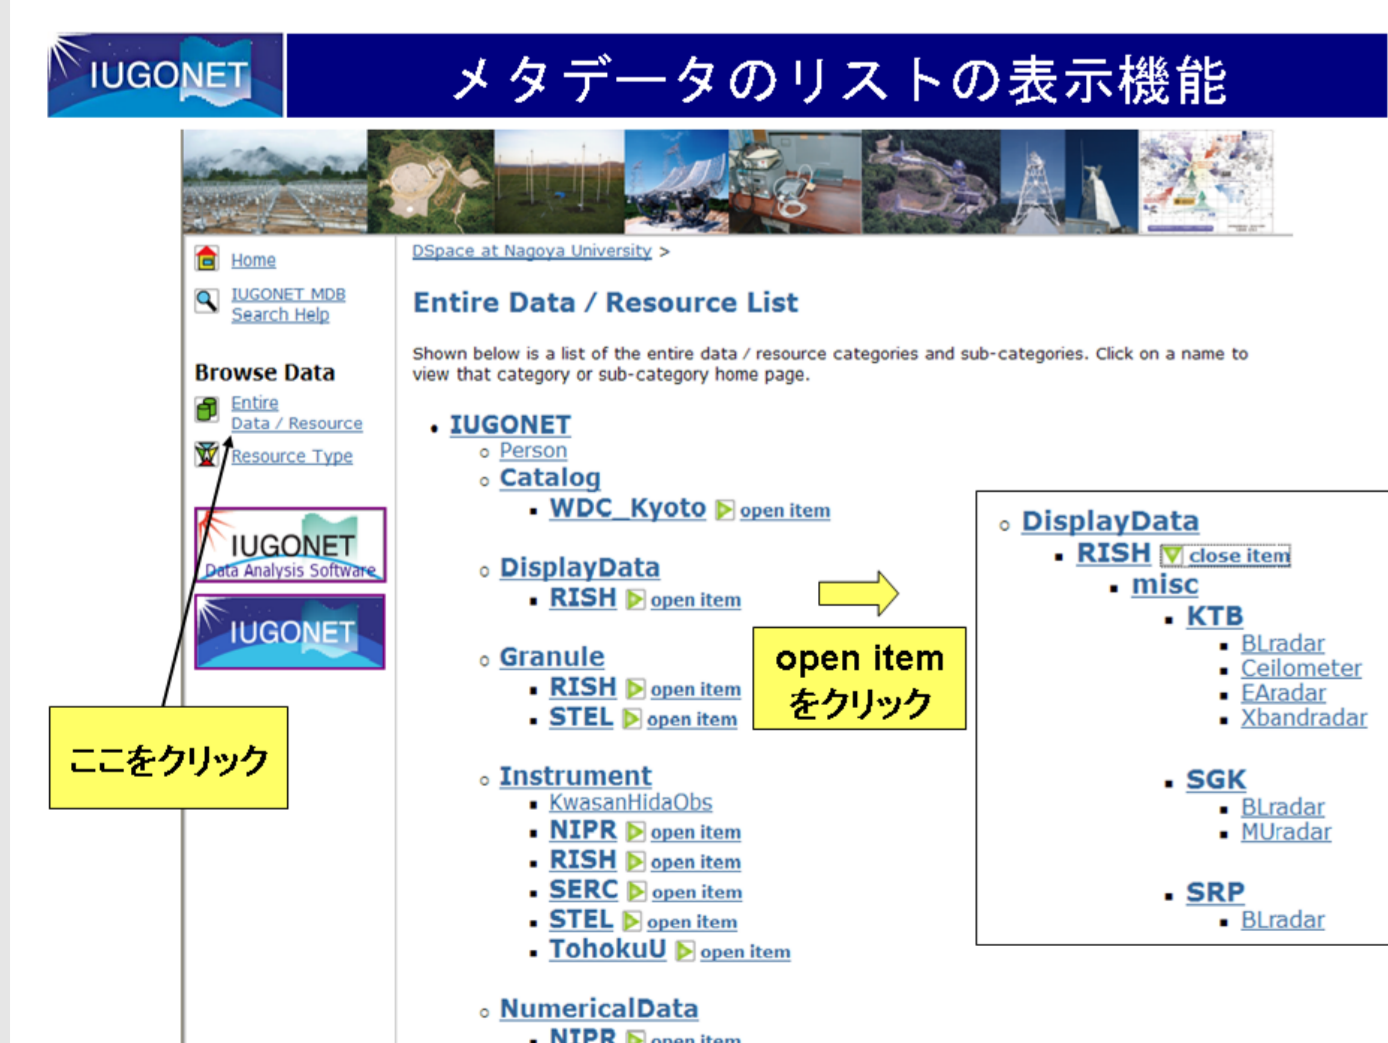 IUGONET
メタデータのリストの表示機能
Home
IUGONET MDB
Search Help
Browse Data
Entire
Data / Resource
Resource Type
IUGONET
Data Analysis Software
IUGONET
ここをクリック
DSpace at Nagoya University >
Entire Data / Resource List
Shown below is a list of the entire data / resource categories and sub-categories. Click on a name to
view that category or sub-category home page.
IUGONET
Person
Catalog
WDC_Kyoto open item
DisplayData
RISH open item
Granule
RISH open item
STEL open item
Instrument
KwasanHidaObs
NIPR open item
RISH open item
SERC open item
STEL open item
TohokuU open item
NumericalData
NIPR open item
open item
をクリック
DisplayData
RISH close item
misc
KTB
BLradar
Ceilometer
EAradar
Xbandradar
SGK
BLradar
MUradar
SRP
BLradar